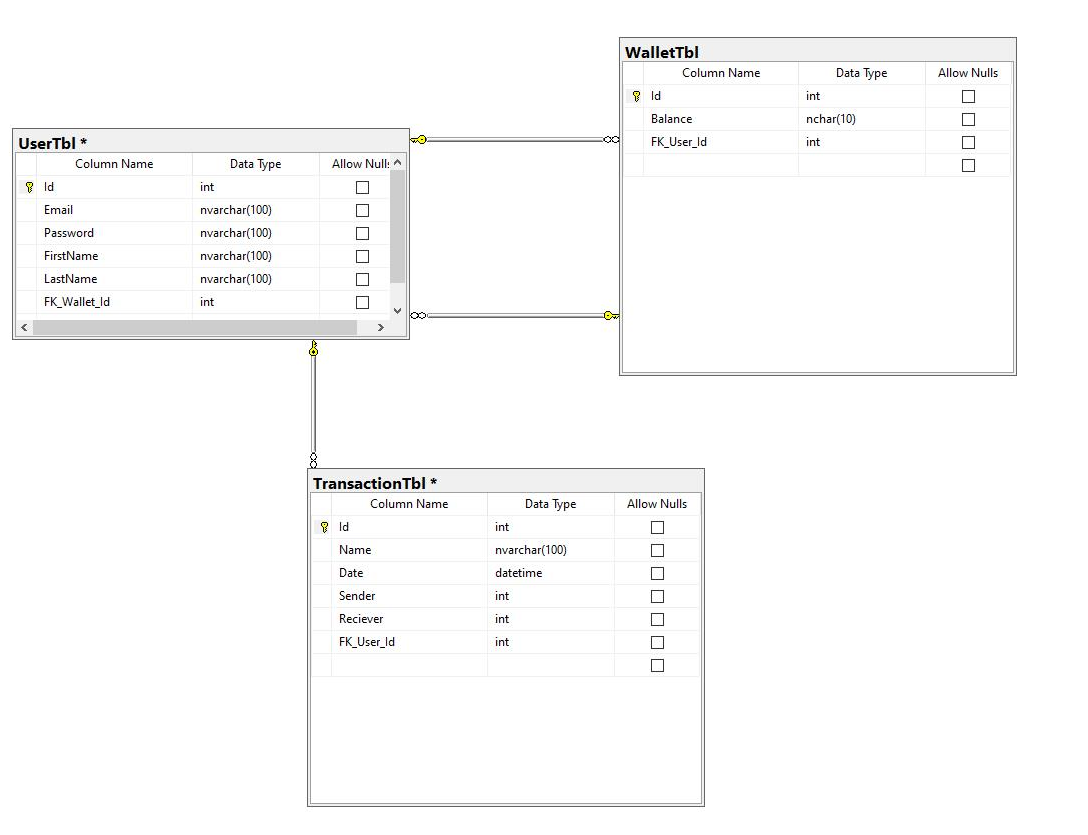 WalletTbl
Column Name Data Type Allow Nulls
Id int
Balance nchar(10)
FK_User_Id int
UserTbl *
Column Name Data Type Allow Nulls
Id int
Email nvarchar(100)
Password nvarchar(100)
FirstName nvarchar(100)
LastName nvarchar(100)
FK_Wallet_Id int
TransactionTbl *
Column Name Data Type Allow Nulls
Id int
Name nvarchar(100)
Date datetime
Sender int
Reciever int
FK_User_Id int